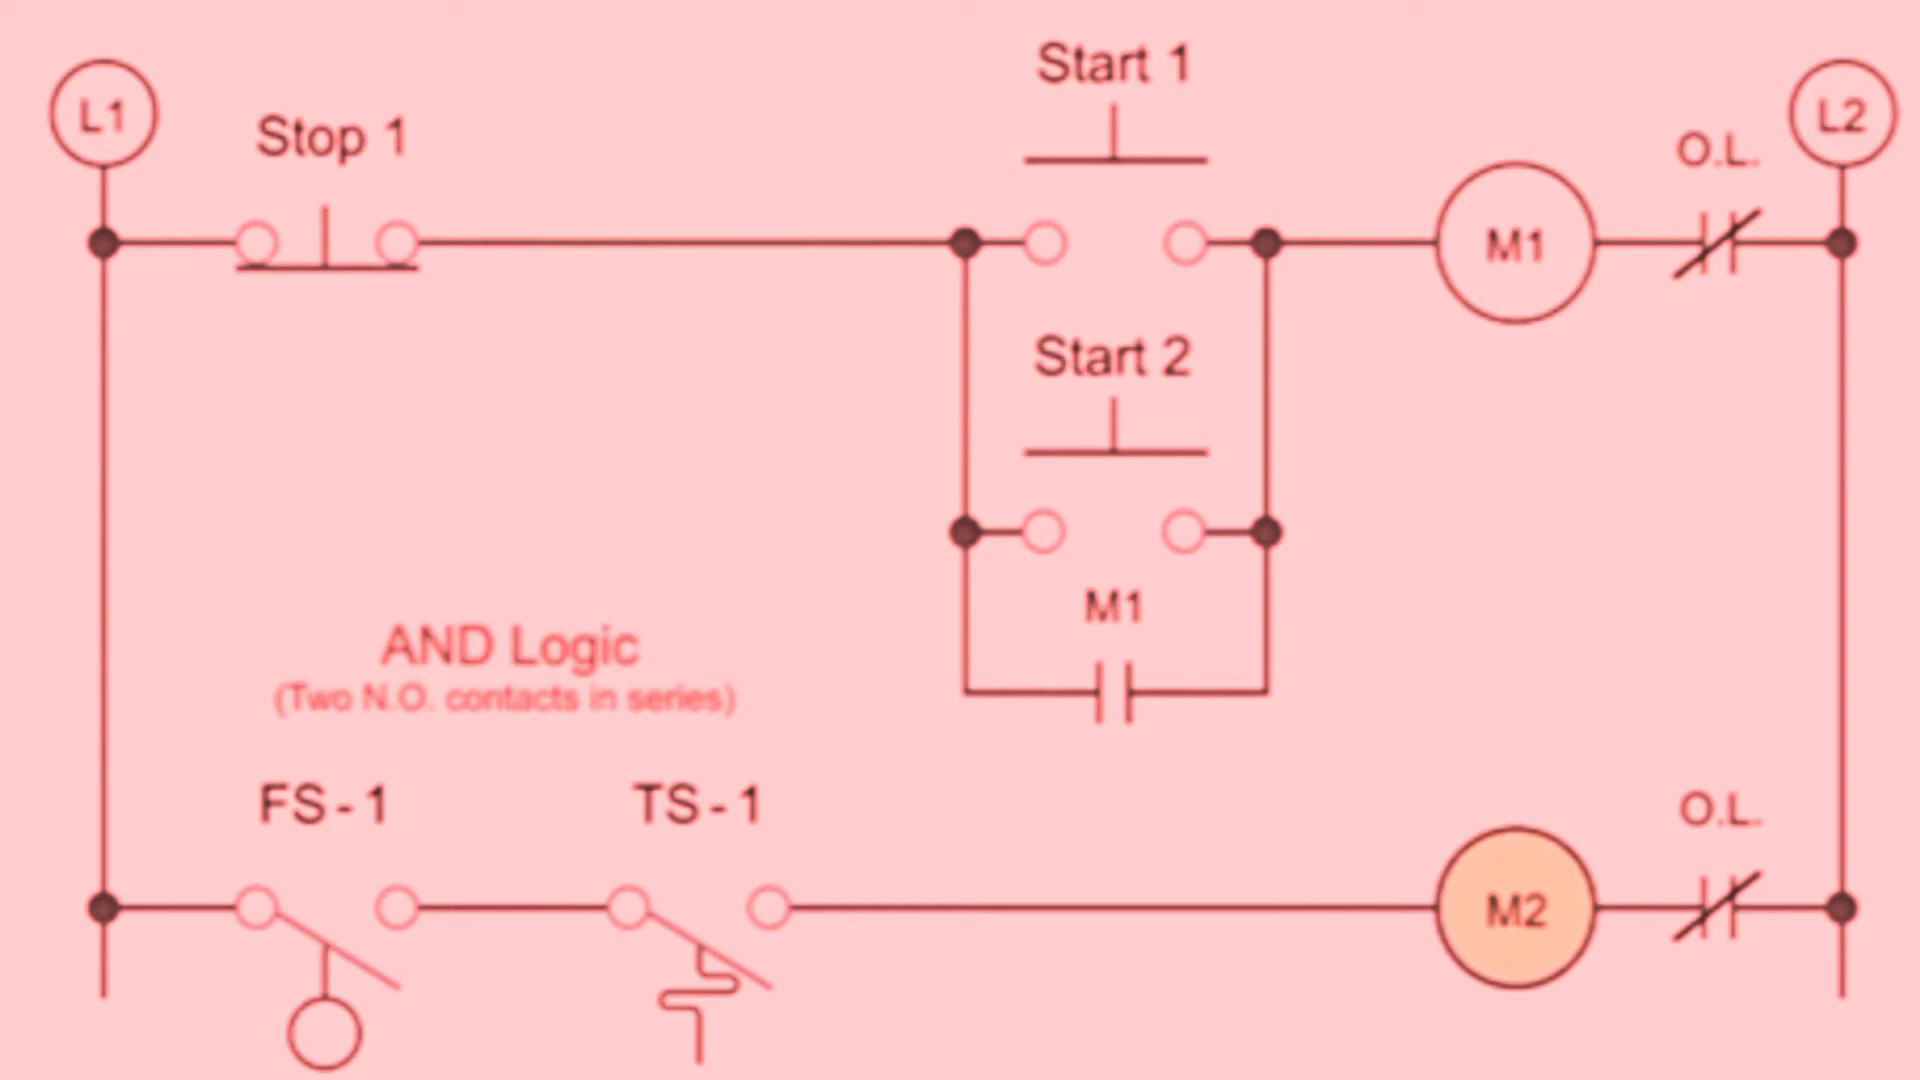 Start 1
L1
L2
Stop 1
O.L.
M1
Start 2
M1
AND Logic
(Two N.O. contacts in series)
FS - 1
TS - 1
O.L.
M2